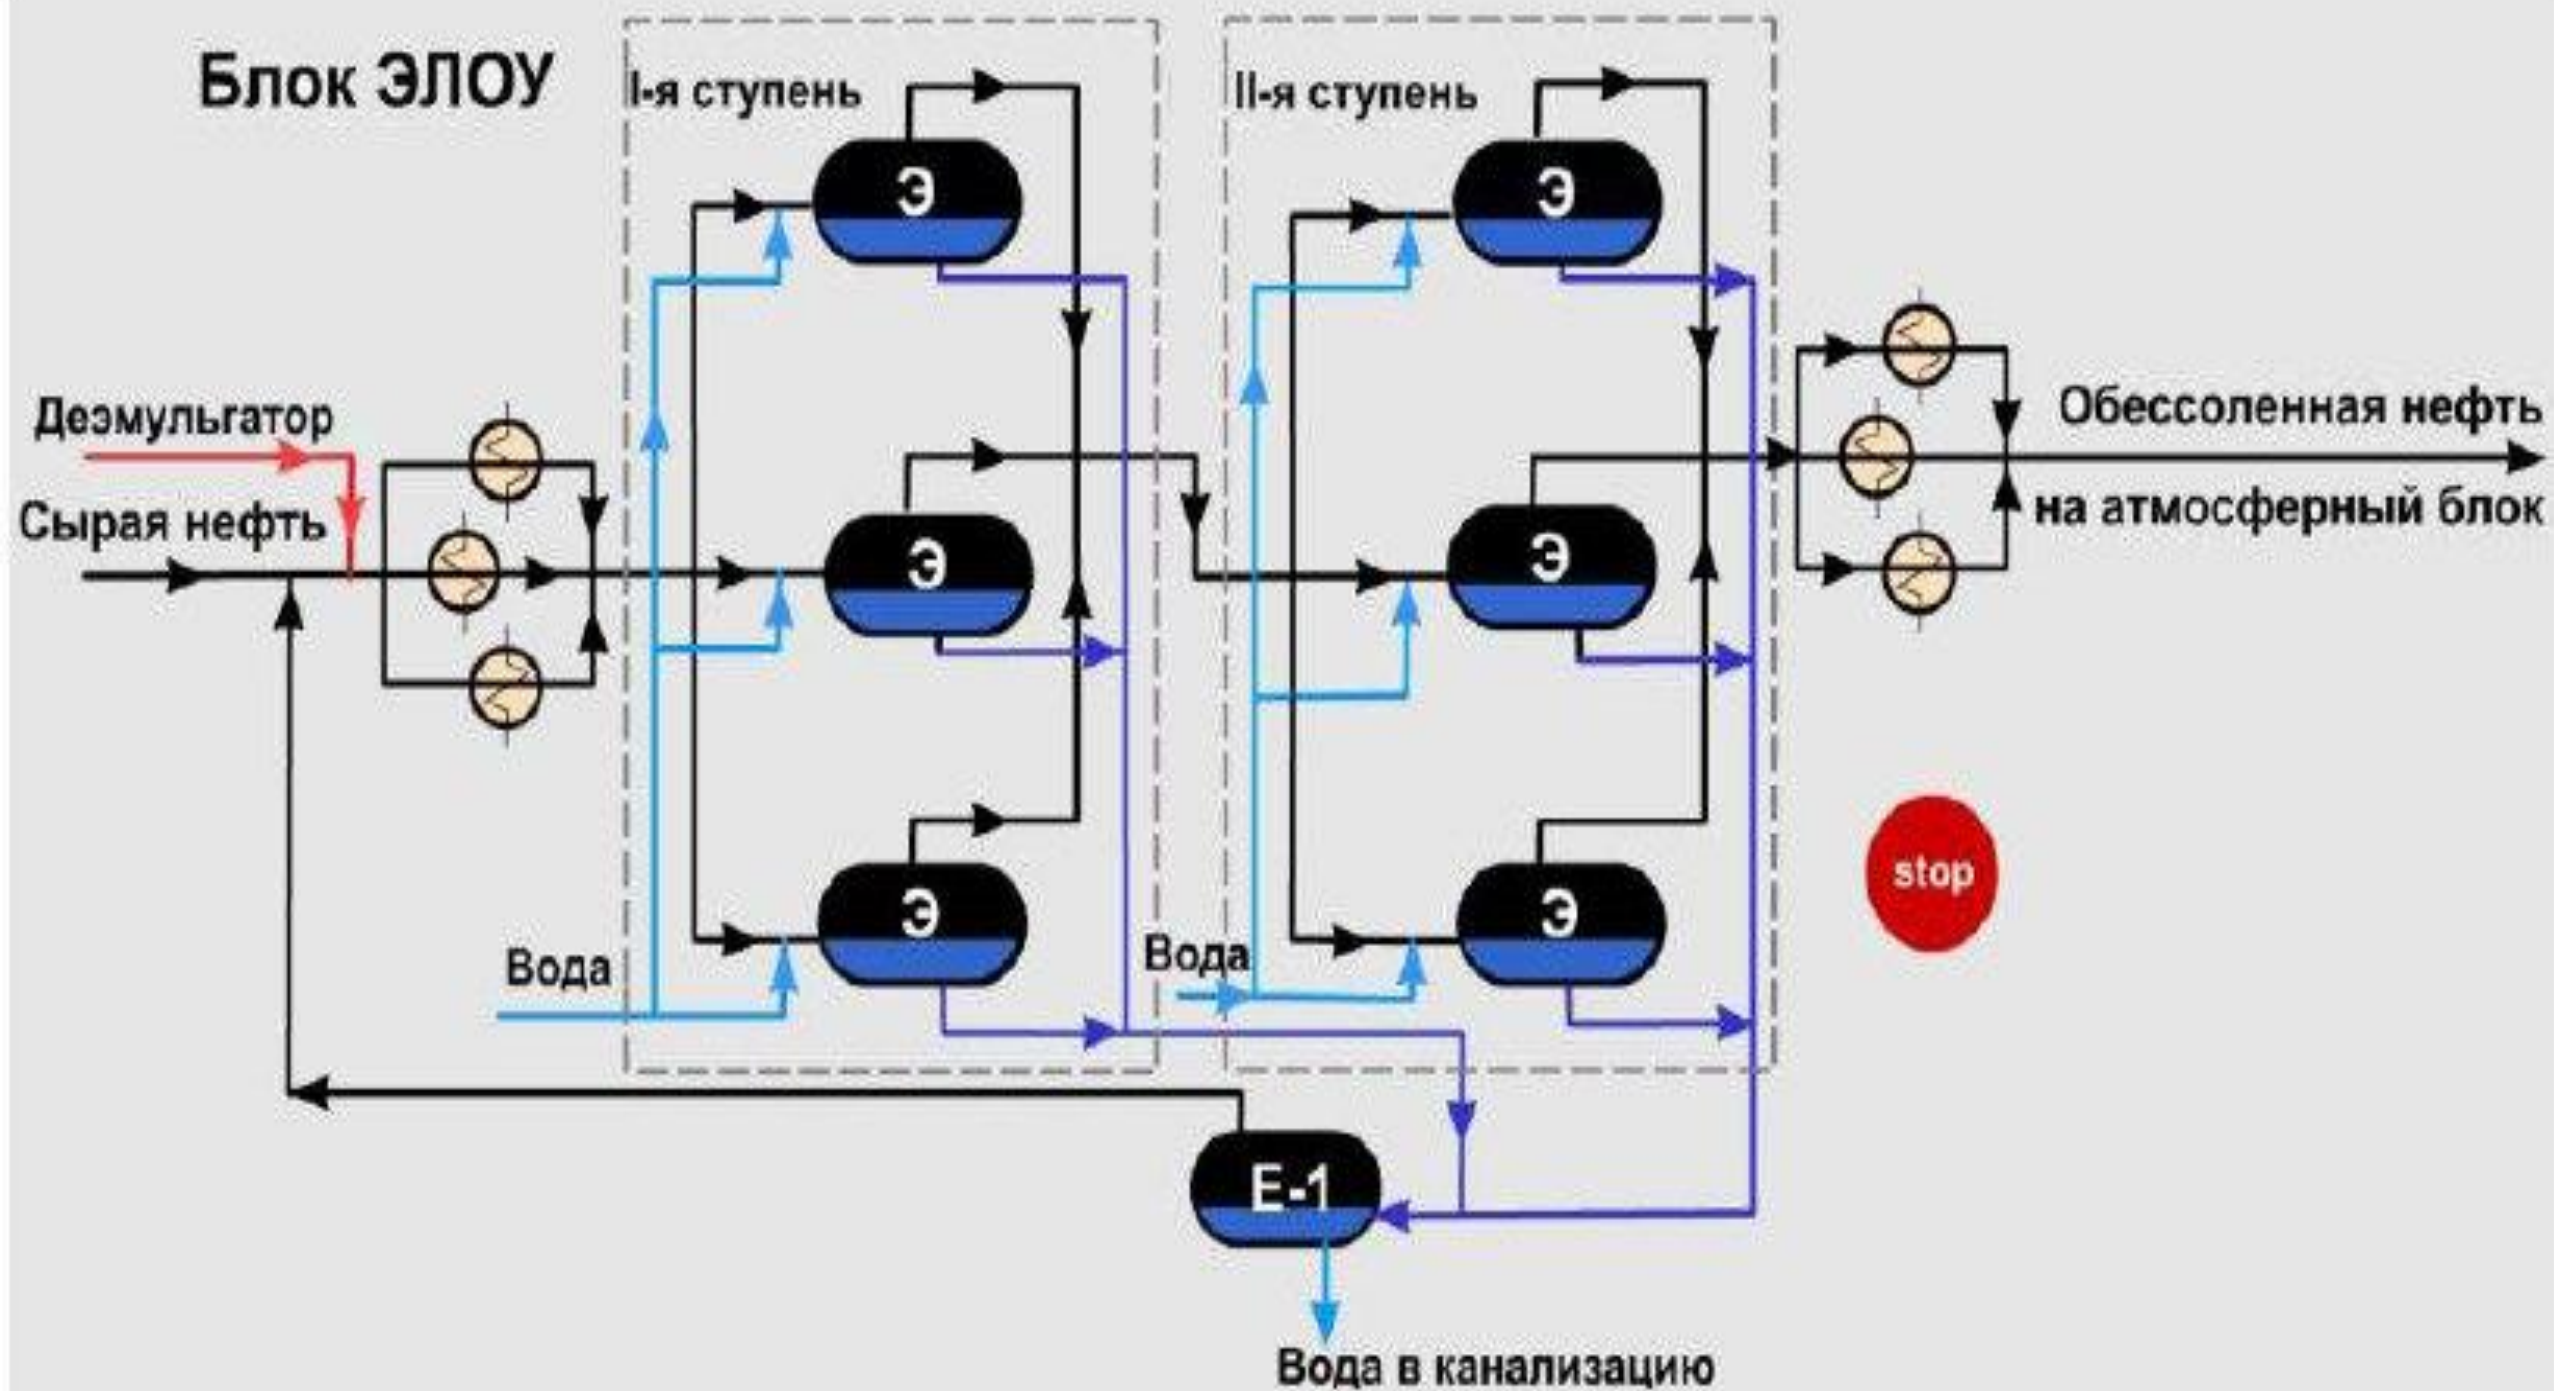 Блок ЭЛОУ
I-я ступень
II-я ступень
Э
Э
Деэмульгатор
Сырая нефть
Обессоленная нефть
на атмосферный блок
Э
Э
stop
Э
Э
Вода
Вода
Е-1
Вода в канализацию